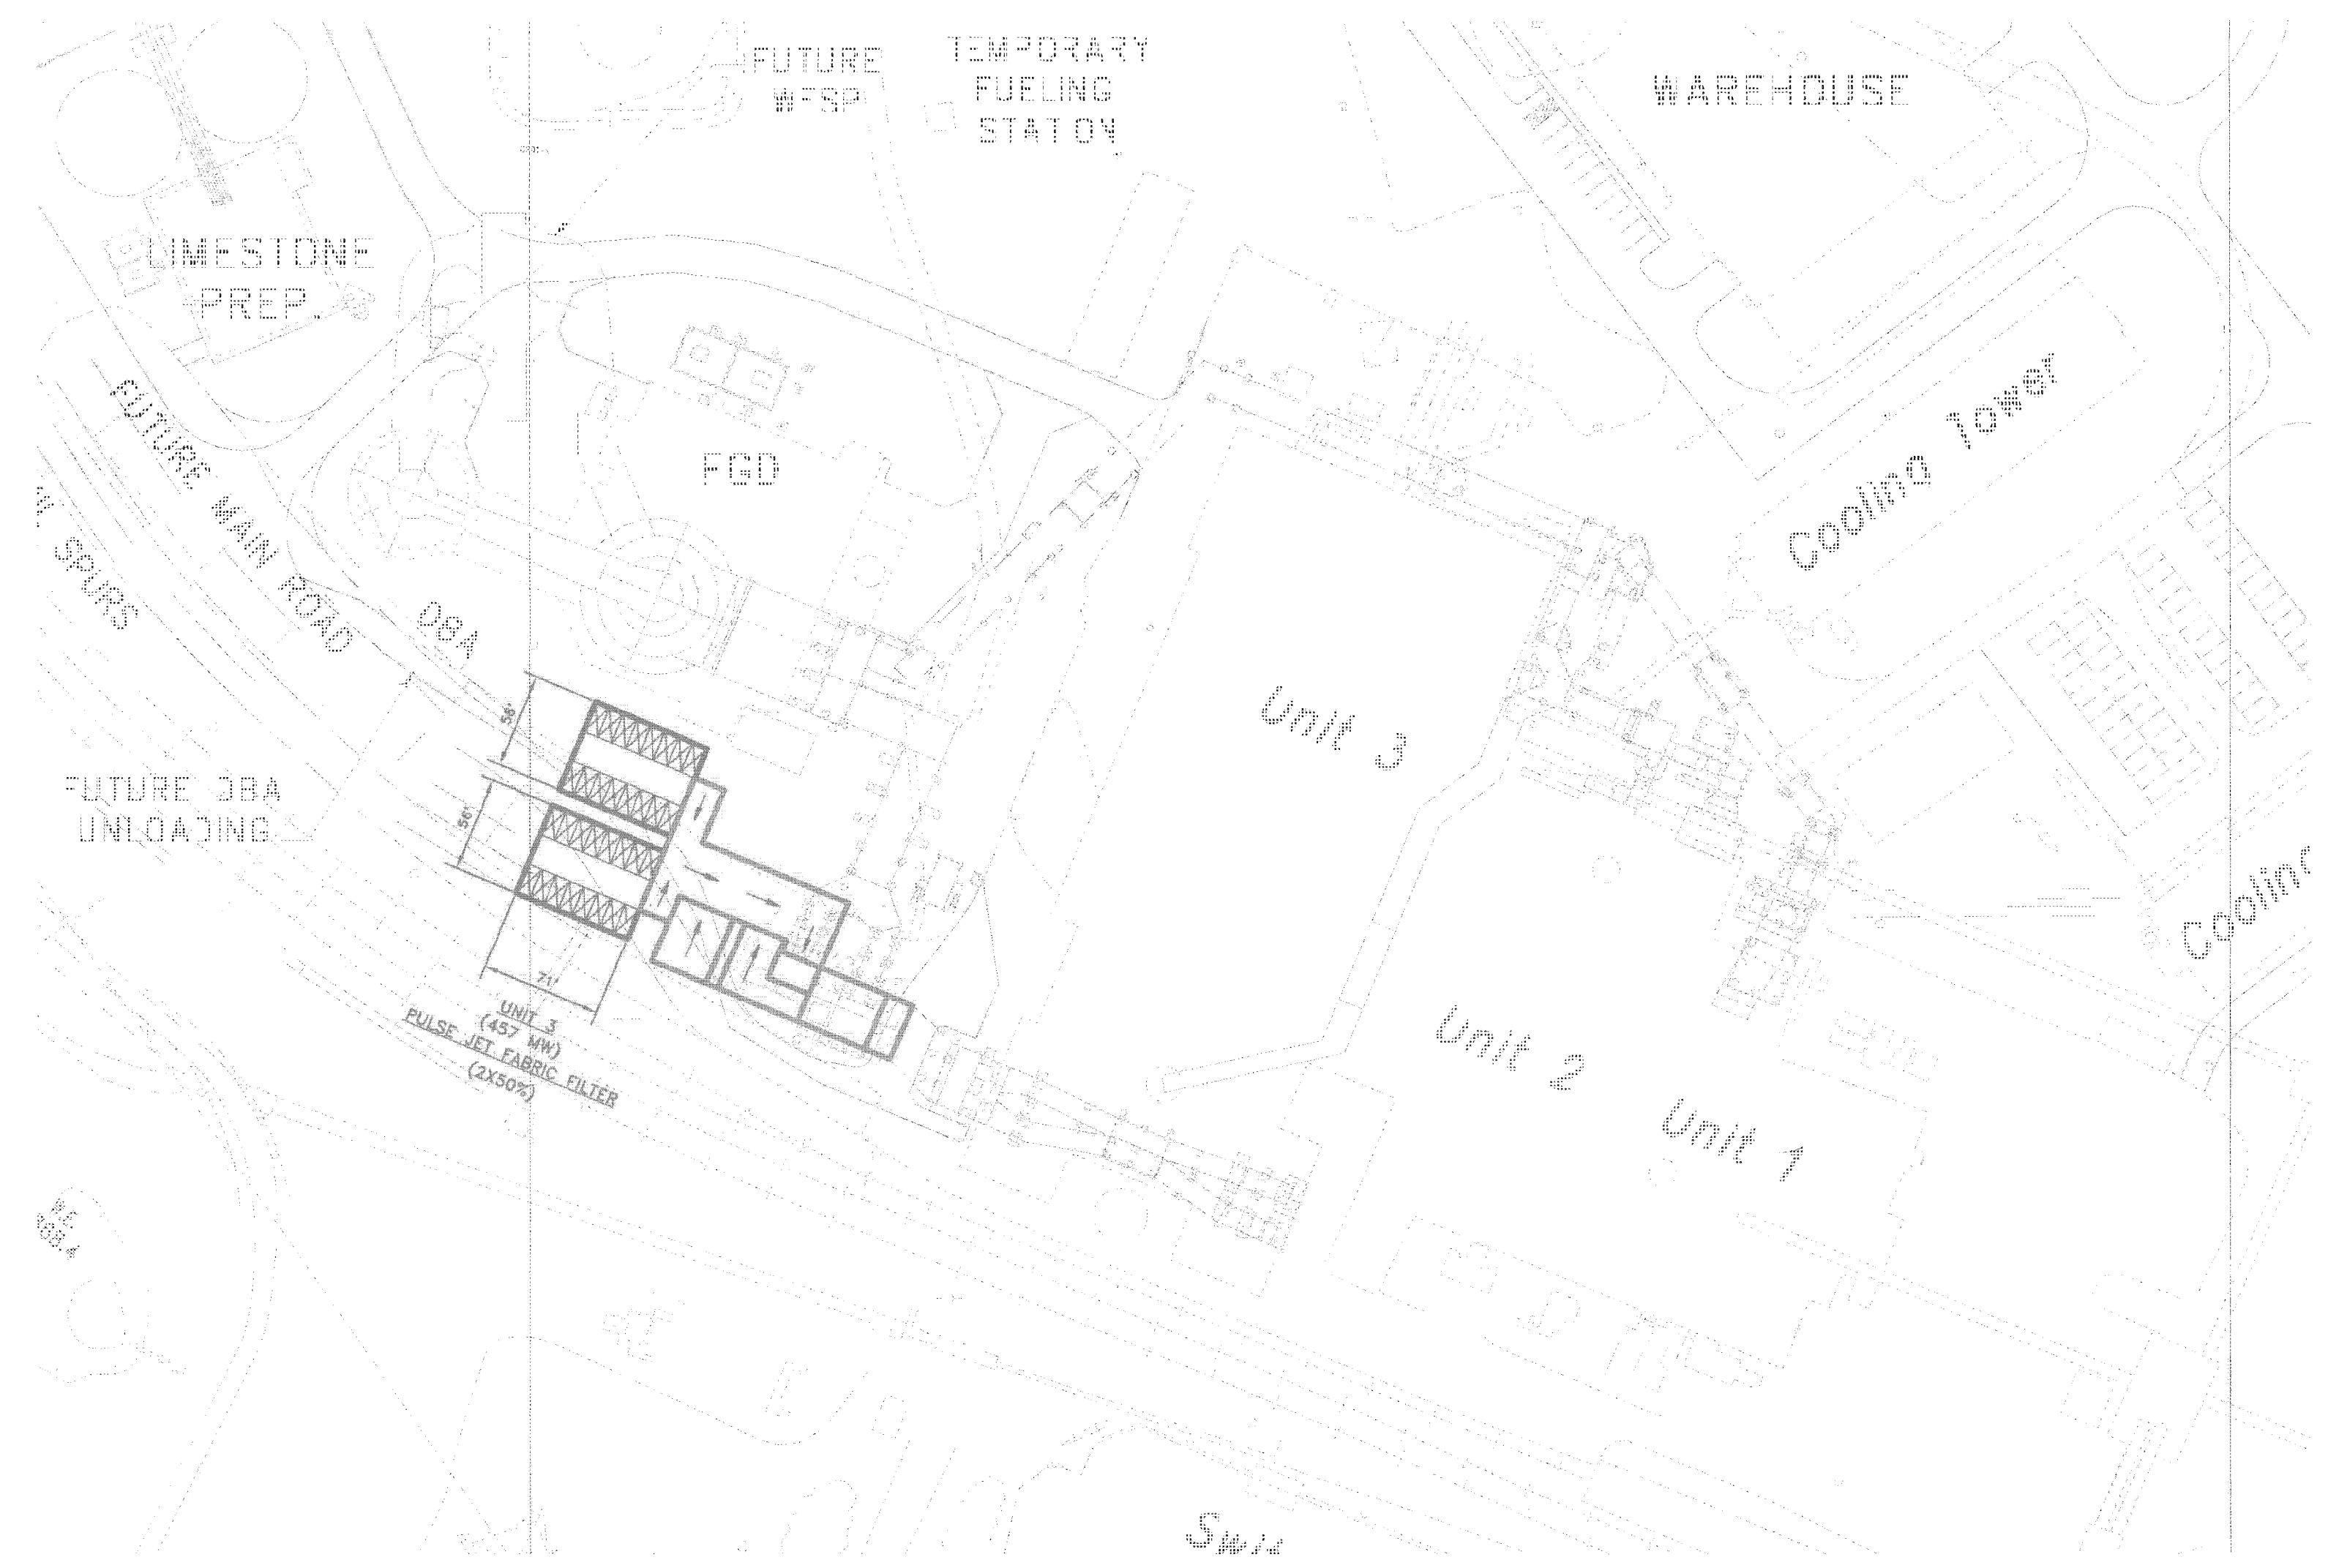 FUTURE
WFSP
TEMPORARY
FUELING
STATION
WAREHOUSE
LIMESTONE
PREP.
FUTURE MAIN ROAD
SPURS
FGD
Cooling Tower
DBA
Unit 3
56'
56'
FUTURE DBA
UNLOADING
71'
UNIT 3
(457 MW)
PULSE JET FABRIC FILTER
(2X50%)
Unit 2
Unit 1
Cooling